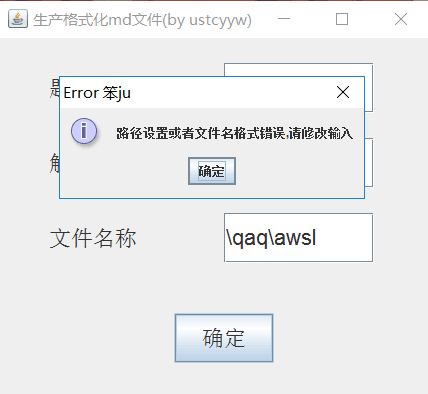 生产格式化md文件(by ustcyyw)
Error 笨ju
路径设置或者文件名格式错误,请修改输入
确定
文件名称
\qaq\awsl
确定